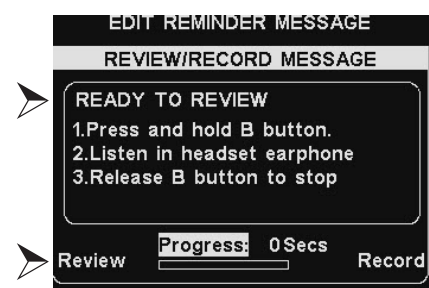 EDIT REMINDER MESSAGE
REVIEW/RECORD MESSAGE
READY TO REVIEW
1.Press and hold B button.
2.Listen in headset earphone
3.Release B button to stop
Progress: 0Secs
Review Record